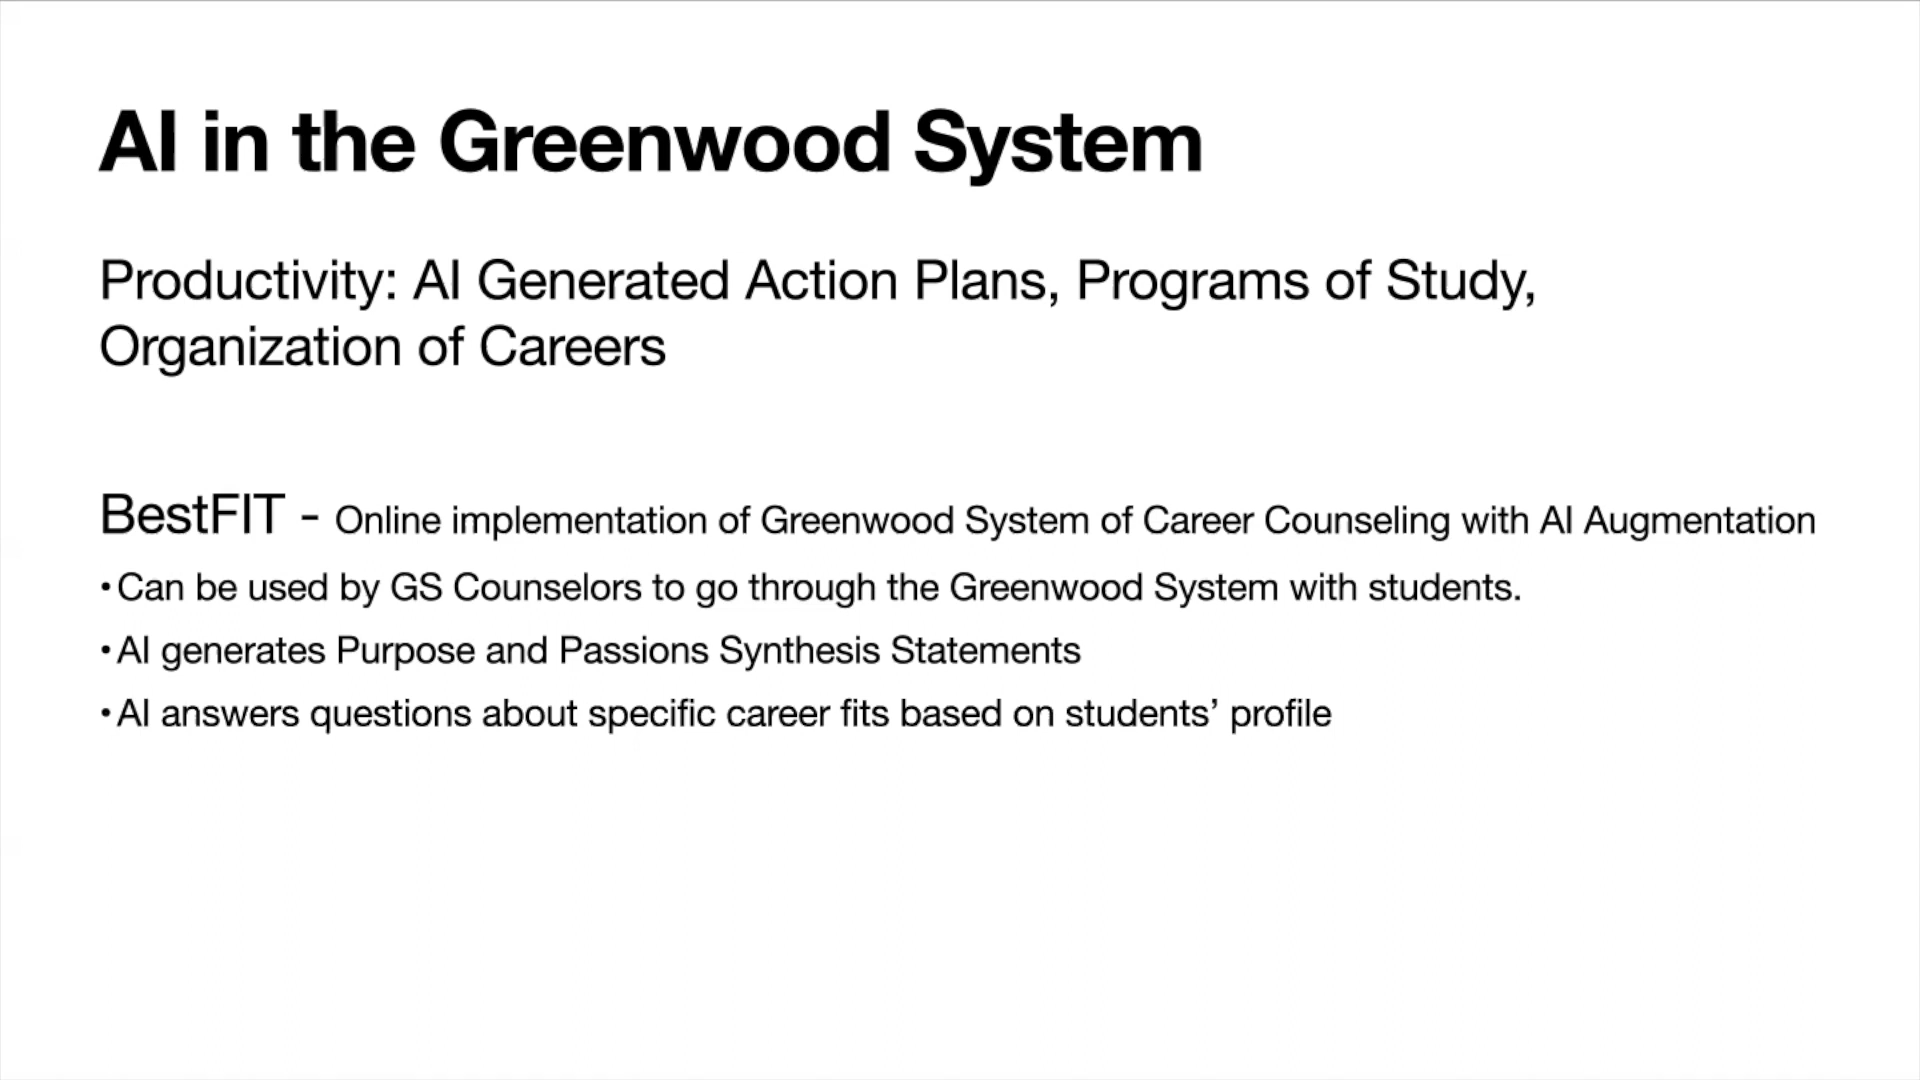 AI in the Greenwood System
Productivity: AI Generated Action Plans, Programs of Study,
Organization of Careers
BestFIT - Online implementation of Greenwood System of Career Counseling with AI Augmentation
•Can be used by GS Counselors to go through the Greenwood System with students.
•AI generates Purpose and Passions Synthesis Statements
•AI answers questions about specific career fits based on students’ profile